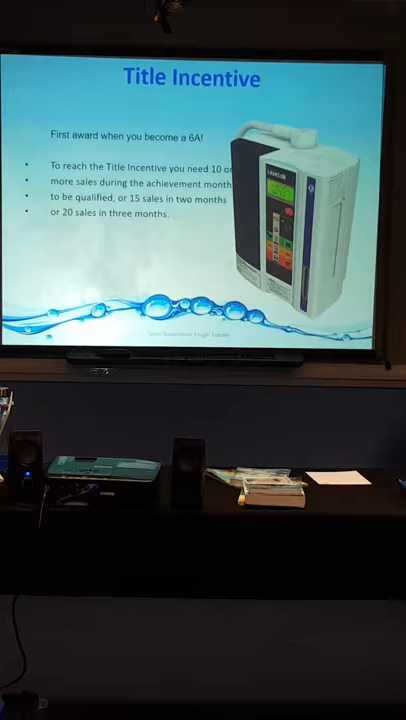 Title Incentive
First award when you become a 6A!
• To reach the Title Incentive you need 10 or
• more sales during the achievement month
• to be qualified, or 15 sales in two months
• or 20 sales in three months.